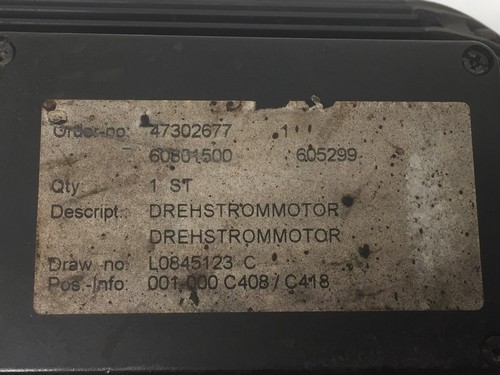 Order-no: 47302677 1
60801500 605299
Qty: 1 ST
Descript.: DREHSTROMMOTOR
DREHSTROMMOTOR
Draw. no: L0845123 C
Pos.-Info: 001.000 C408 / C418